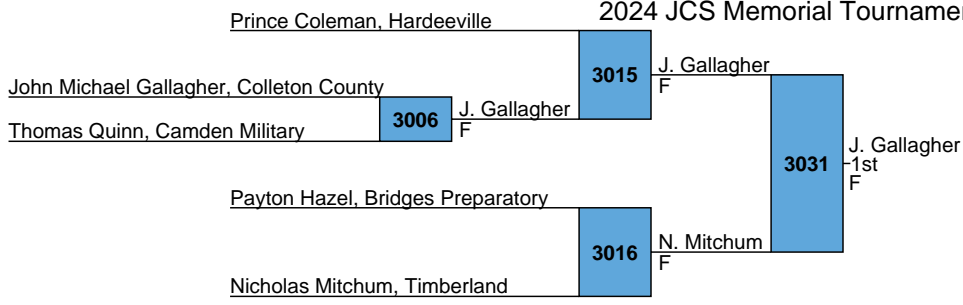 2024 JCS Memorial Tourname
Prince Coleman, Hardeeville
3015
J. Gallagher
F
John Michael Gallagher, Colleton County
3006
J. Gallagher
F
Thomas Quinn, Camden Military
3031
J. Gallagher
1st
F
Payton Hazel, Bridges Preparatory
3016
N. Mitchum
F
Nicholas Mitchum, Timberland